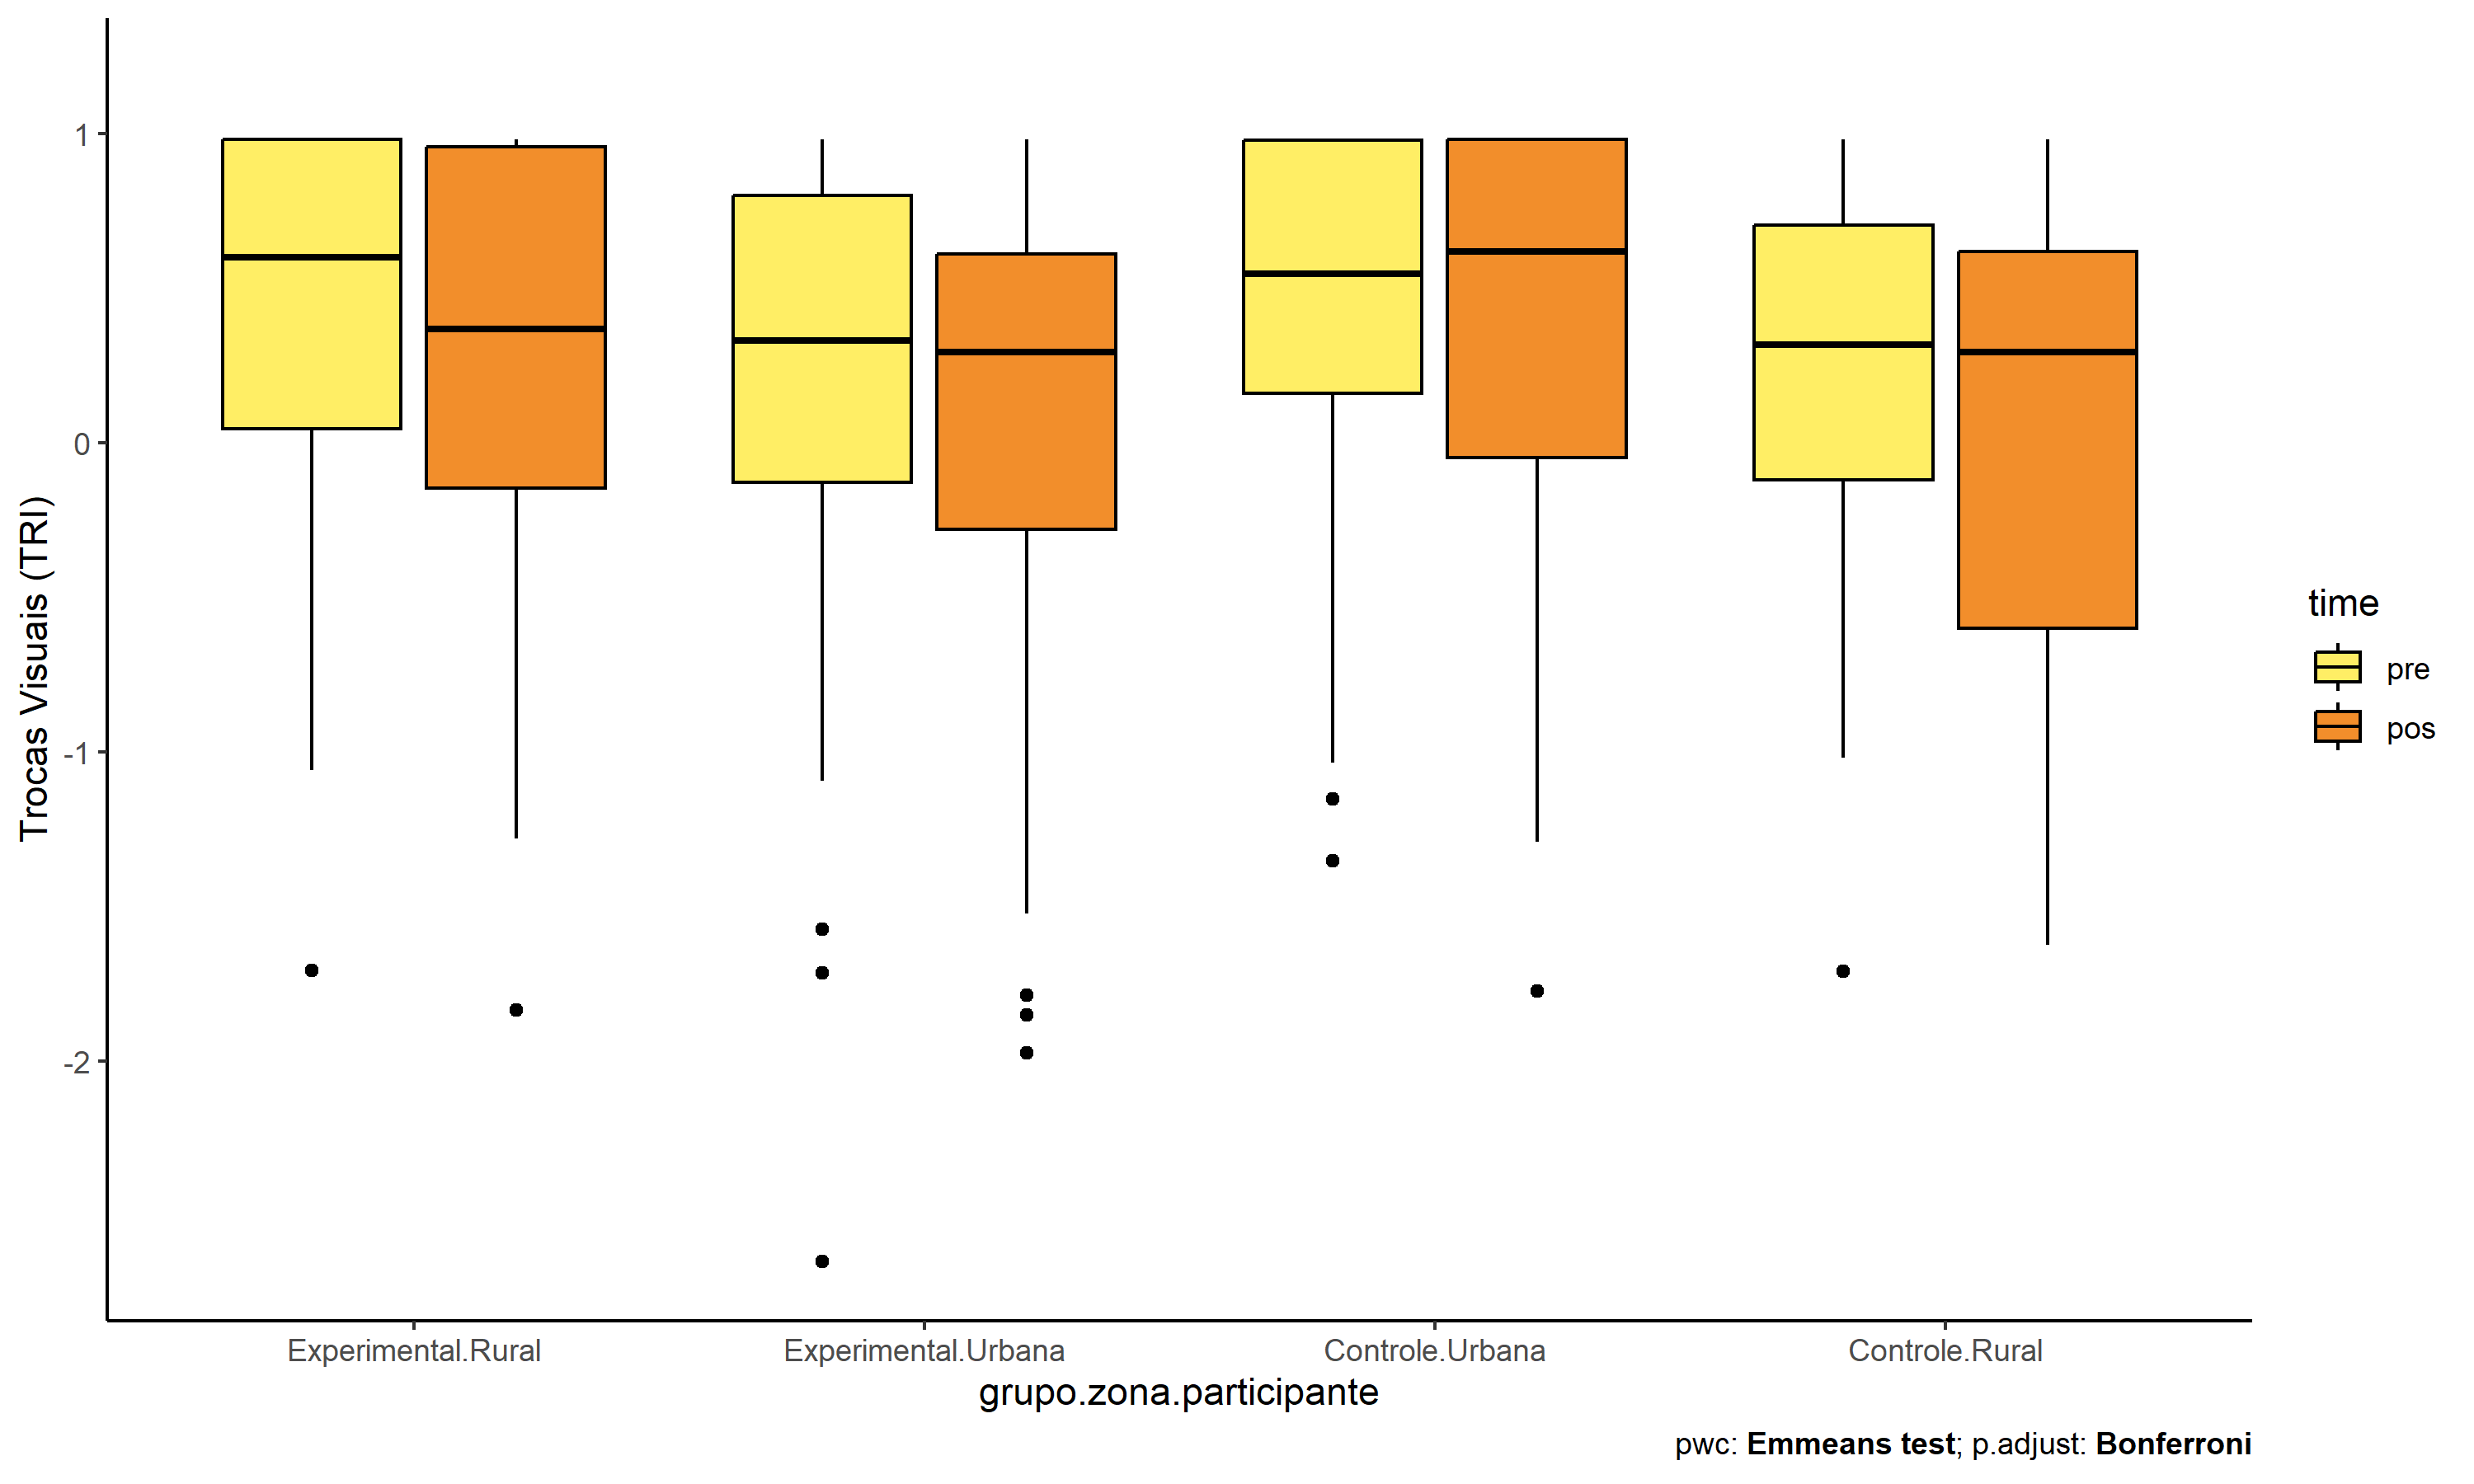 Trocas Visuais (TRI)
1
0
-1
-2
Experimental.Rural
Experimental.Urbana
Controle.Urbana
Controle.Rural
grupo.zona.participante
pwc: Emmeans test; p.adjust: Bonferroni
time
pre
pos